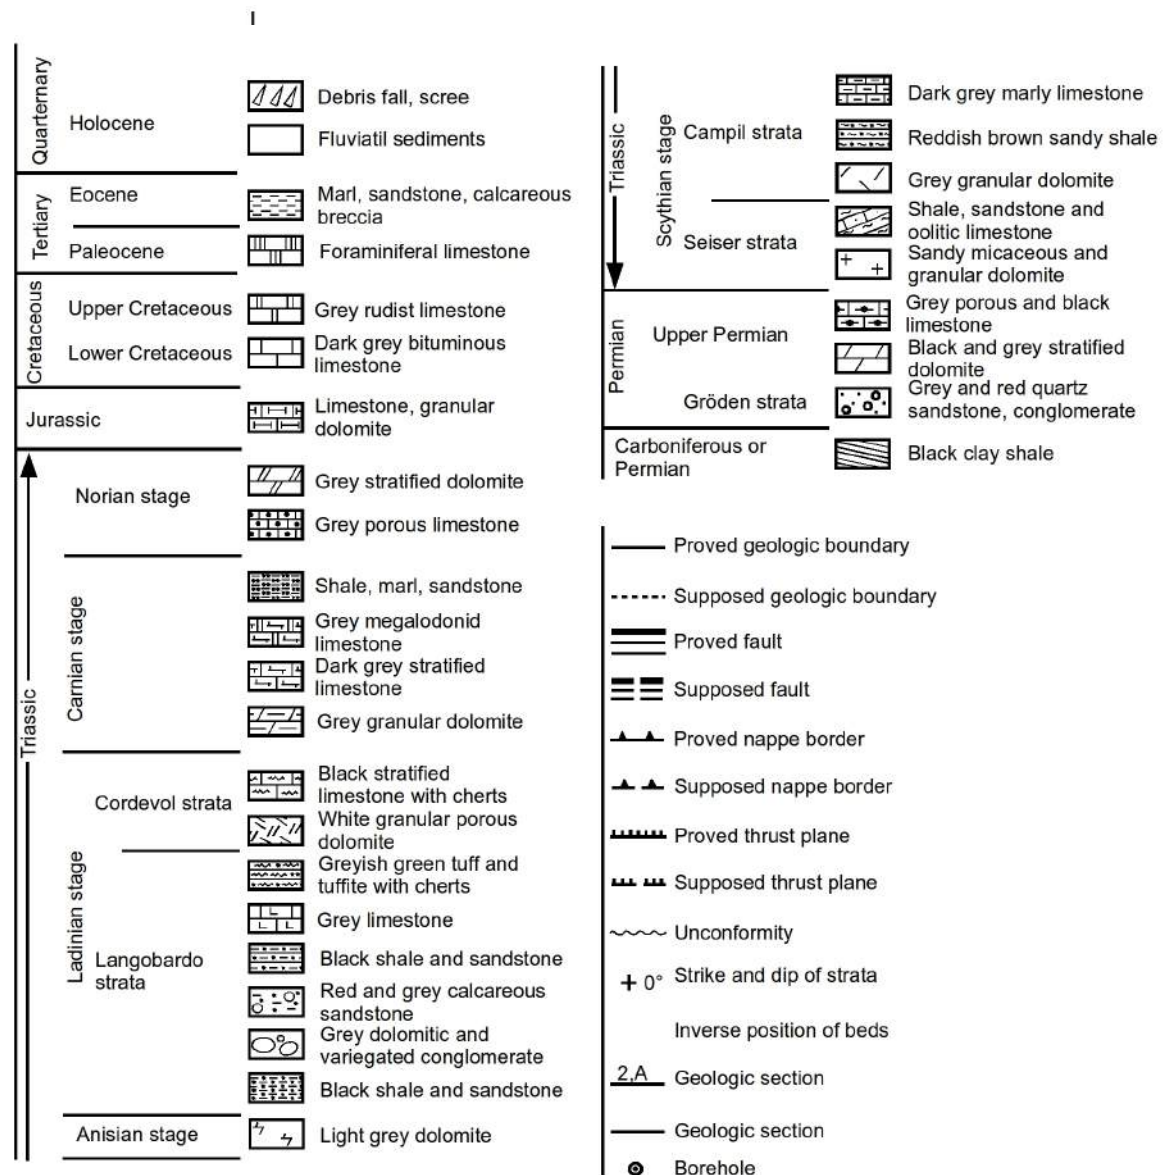 I
Quarternary
Holocene
Debris fall, scree
Fluviatil sediments
Tertiary
Eocene
Marl, sandstone, calcareous
breccia
Paleocene
Foraminiferal limestone
Cretaceous
Upper Cretaceous
Grey rudist limestone
Lower Cretaceous
Dark grey bituminous
limestone
Jurassic
Limestone, granular
dolomite
Triassic
Norian stage
Grey stratified dolomite
Grey porous limestone
Carnian stage
Shale, marl, sandstone
Grey megalodonid
limestone
Dark grey stratified
limestone
Grey granular dolomite
Ladinian stage
Cordevol strata
Black stratified
limestone with cherts
White granular porous
dolomite
Langobardo
strata
Greyish green tuff and
tuffite with cherts
Grey limestone
Black shale and sandstone
Red and grey calcareous
sandstone
Grey dolomitic and
variegated conglomerate
Black shale and sandstone
Anisian stage
Light grey dolomite
Triassic
Scythian stage
Campil strata
Dark grey marly limestone
Reddish brown sandy shale
Grey granular dolomite
Seiser strata
Shale, sandstone and
oolitic limestone
Sandy micaceous and
granular dolomite
Permian
Upper Permian
Grey porous and black
limestone
Black and grey stratified
dolomite
Gröden strata
Grey and red quartz
sandstone, conglomerate
Carboniferous or
Permian
Black clay shale
Proved geologic boundary
Supposed geologic boundary
Proved fault
Supposed fault
Proved nappe border
Supposed nappe border
Proved thrust plane
Supposed thrust plane
Unconformity
+ 0° Strike and dip of strata
Inverse position of beds
2,A Geologic section
Geologic section
Borehole